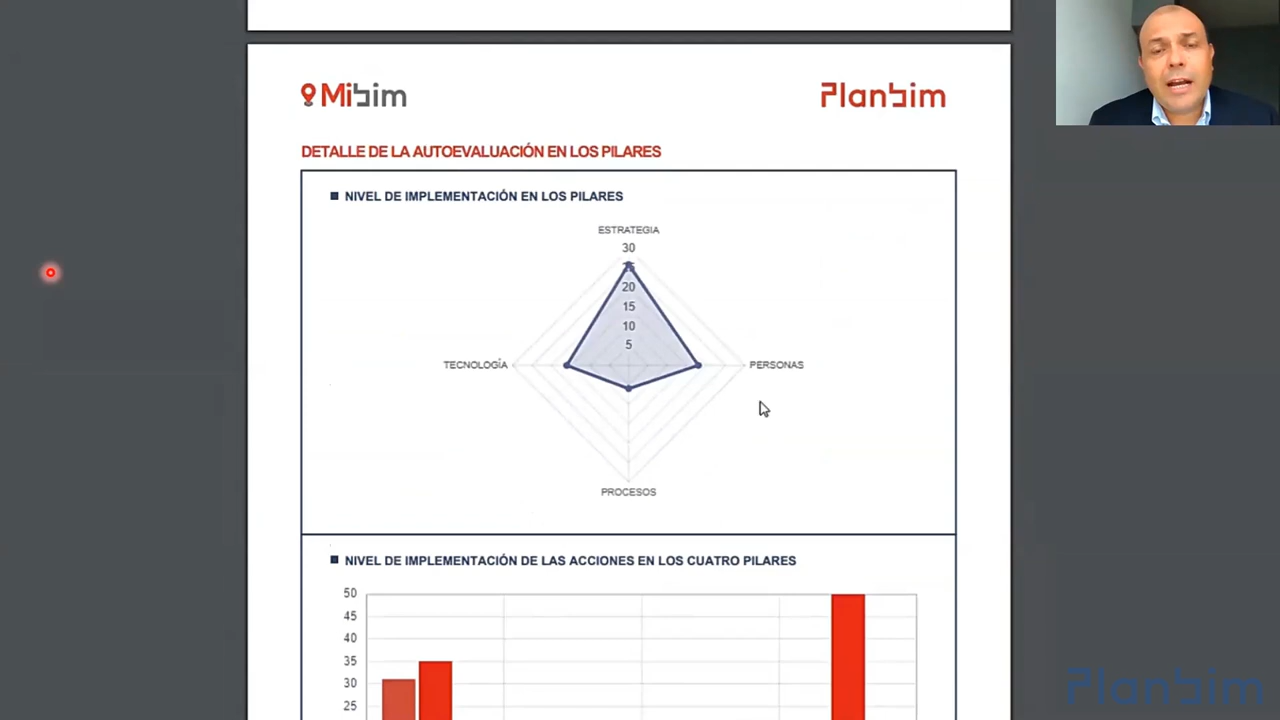 Mibim
Planbim
DETALLE DE LA AUTOEVALUACIÓN EN LOS PILARES
NIVEL DE IMPLEMENTACIÓN EN LOS PILARES
ESTRATEGIA
30
20
15
10
5
TECNOLOGÍA
PERSONAS
PROCESOS
NIVEL DE IMPLEMENTACIÓN DE LAS ACCIONES EN LOS CUATRO PILARES
50
45
40
35
30
25
Planbim